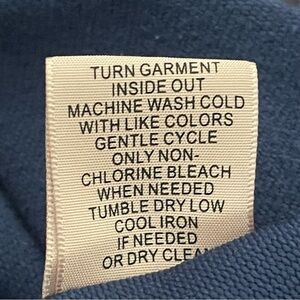 TURN GARMENT
INSIDE OUT
MACHINE WASH COLD
WITH LIKE COLORS
GENTLE CYCLE
ONLY NON-
CHLORINE BLEACH
WHEN NEEDED
TUMBLE DRY LOW
COOL IRON
IF NEEDED
OR DRY CLEAN